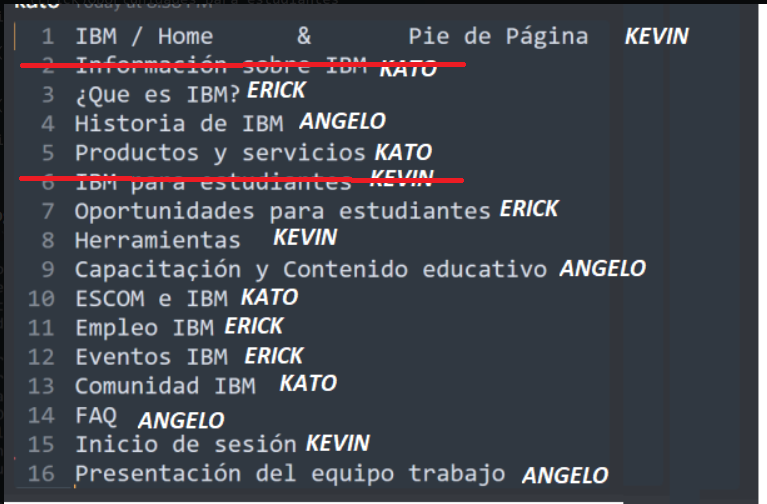 Kato Today at
1 IBM / Home & Pie de Página KEVIN
2 Información sobre IBM KATO
3 ¿Que es IBM? ERICK
4 Historia de IBM ANGELO
5 Productos y servicios KATO
6 IBM para estudiantes KEVIN
7 Oportunidades para estudiantes ERICK
8 Herramientas KEVIN
9 Capacitaçión y Contenido educativo ANGELO
10 ESCOM e IBM KATO
11 Empleo IBM ERICK
12 Eventos IBM ERICK
13 Comunidad IBM KATO
14 FAQ ANGELO
15 Inicio de sesión KEVIN
16 Presentación del equipo trabajo ANGELO